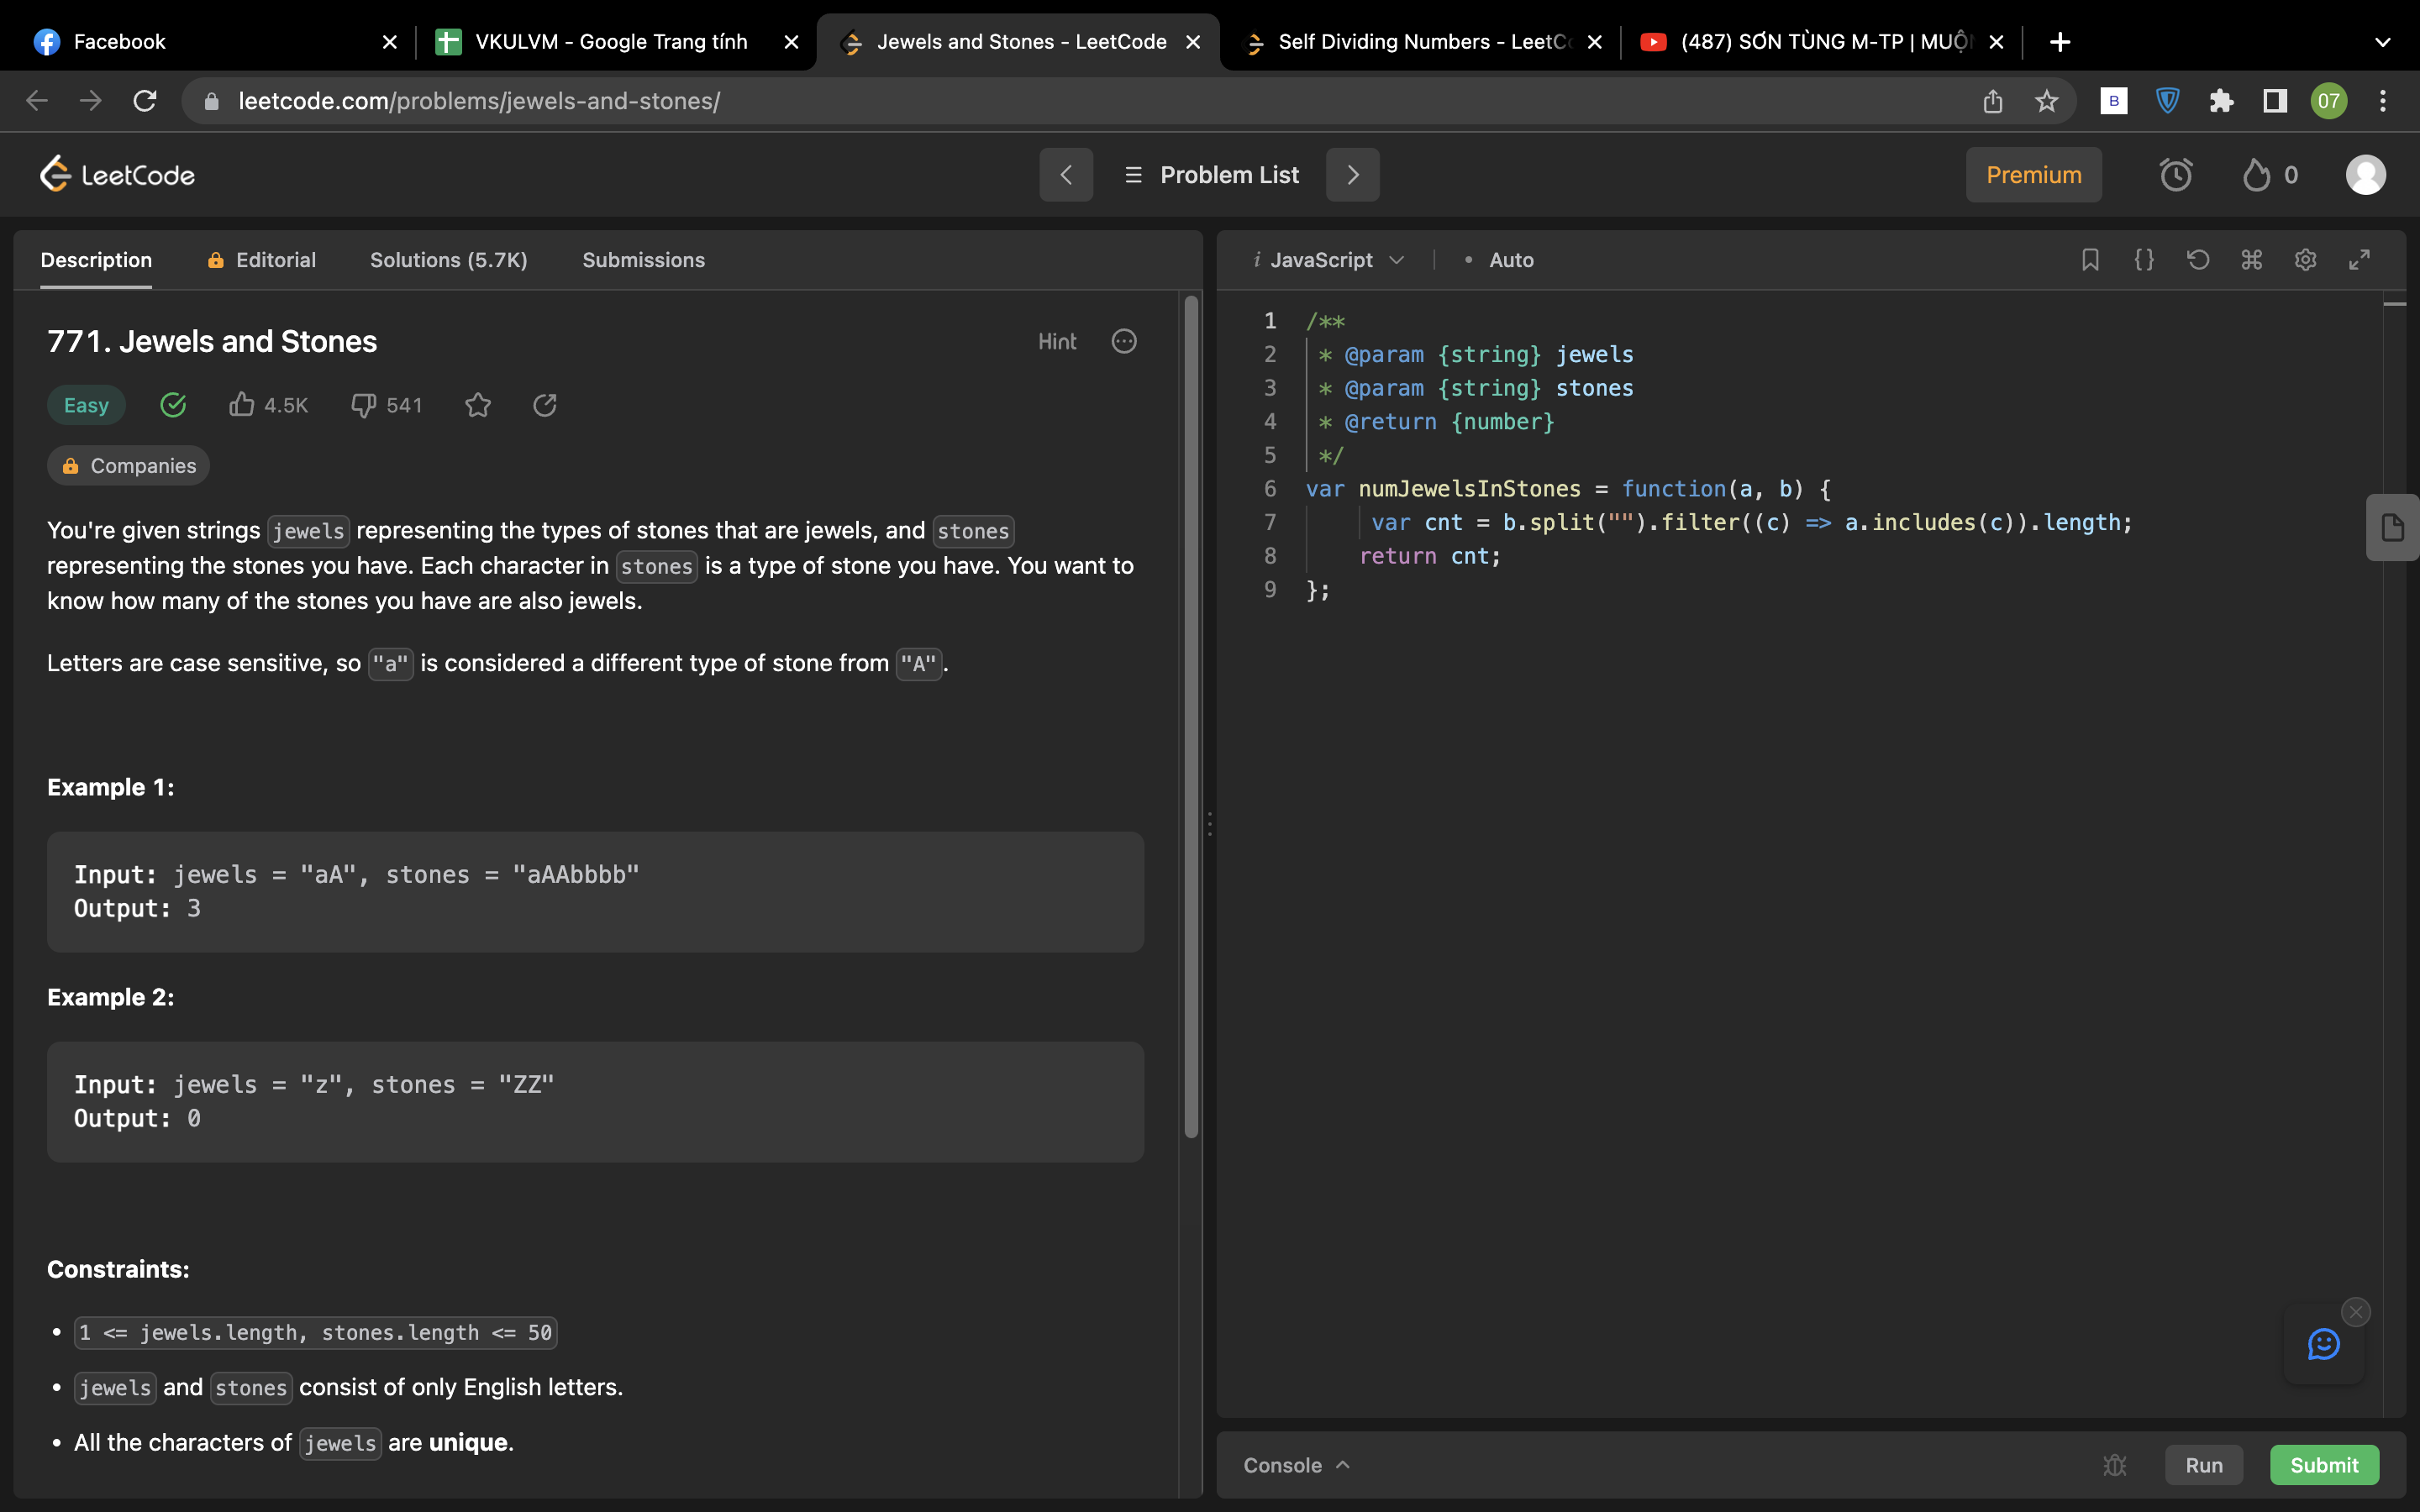 Facebook
VKULVM - Google Trang tính
Jewels and Stones - LeetCode
Self Dividing Numbers - LeetC
(487) SƠN TÙNG M-TP | MUỘ
leetcode.com/problems/jewels-and-stones/
B
07
LeetCode
Problem List
Premium
0
Description
Editorial
Solutions (5.7K)
Submissions
771. Jewels and Stones
Hint
Easy
4.5K
541
Companies
You're given strings jewels representing the types of stones that are jewels, and stones
representing the stones you have. Each character in stones is a type of stone you have. You want to
know how many of the stones you have are also jewels.
Letters are case sensitive, so "a" is considered a different type of stone from "A".
Example 1:
Input: jewels = "aA", stones = "aAAbbbb"
Output: 3
Example 2:
Input: jewels = "z", stones = "ZZ"
Output: 0
Constraints:
• 1 <= jewels.length, stones.length <= 50
• jewels and stones consist of only English letters.
• All the characters of jewels are unique.
i JavaScript
• Auto
1 /**
2 * @param {string} jewels
3 * @param {string} stones
4 * @return {number}
5 */
6 var numJewelsInStones = function(a, b) {
7 var cnt = b.split("").filter((c) => a.includes(c)).length;
8 return cnt;
9 };
Console
Run
Submit